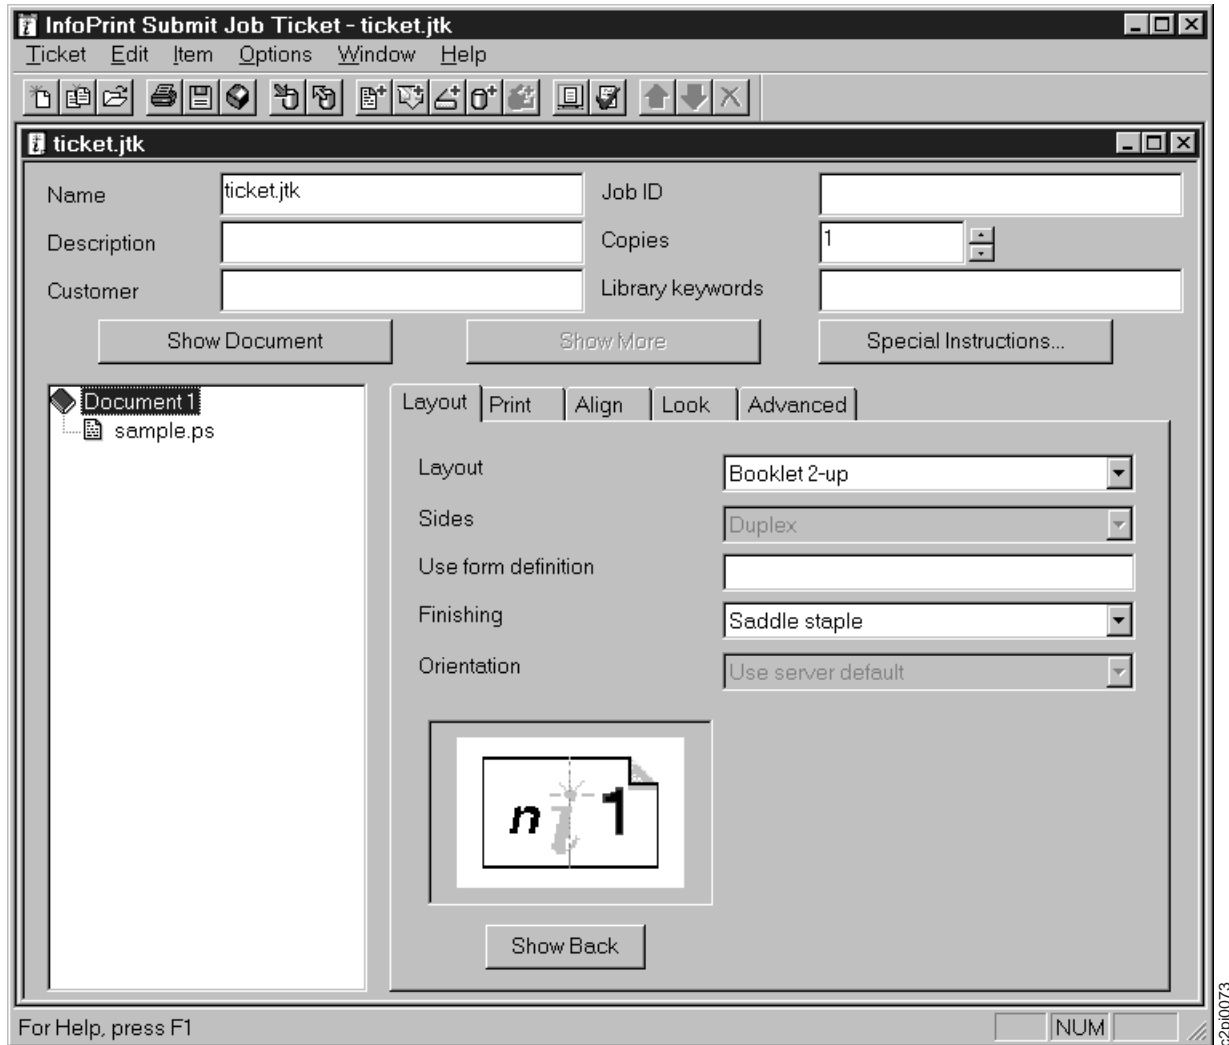 InfoPrint Submit Job Ticket - ticket.jtk
Ticket Edit Item Options Window Help
ticket.jtk
Name ticket.jtk Job ID
Description Copies 1
Customer Library keywords
Show Document Show More Special Instructions...
Document 1
sample.ps
Layout Print Align Look Advanced
Layout Booklet 2-up
Sides Duplex
Use form definition
Finishing Saddle staple
Orientation Use server default
n i 1
Show Back
For Help, press F1 NUM
c2pi0073